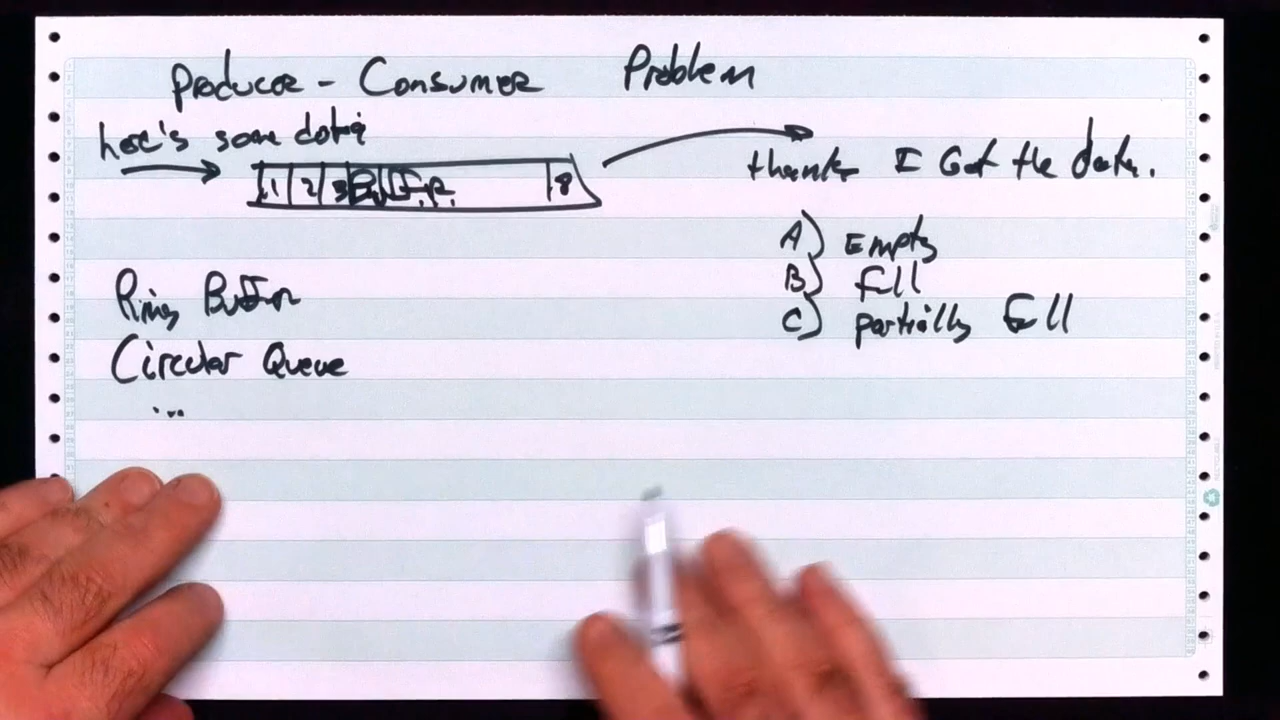 Producer - Consumer Problem
here's some data
1 2 3 Buffer 8
thanks I Got the data.
A) Empty
B) full
C) partially full
Ring Buffer
Circular Queue
...